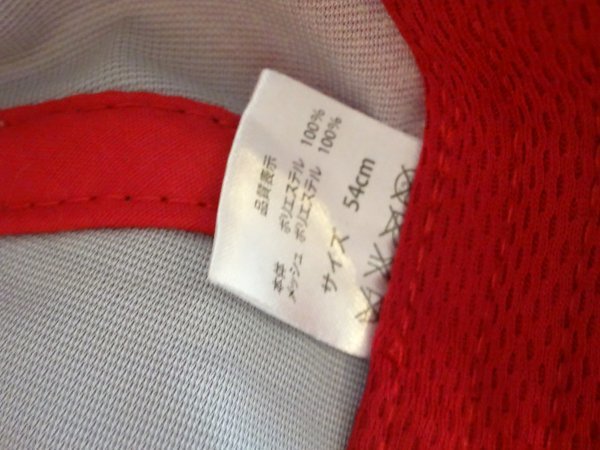 品質表示
本体 ポリエステル 100%
メッシュ ポリエステル 100%
サイズ 54cm